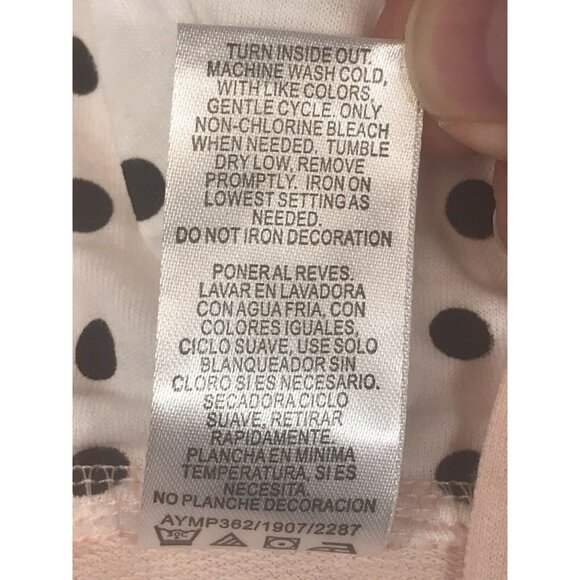 TURN INSIDE OUT.
MACHINE WASH COLD,
WITH LIKE COLORS,
GENTLE CYCLE. ONLY
NON-CHLORINE BLEACH
WHEN NEEDED. TUMBLE
DRY LOW, REMOVE
PROMPTLY. IRON ON
LOWEST SETTING AS
NEEDED.
DO NOT IRON DECORATION
PONER AL REVES.
LAVAR EN LAVADORA
CON AGUA FRIA, CON
COLORES IGUALES,
CICLO SUAVE, USE SOLO
BLANQUEADOR SIN
CLORO SI ES NECESARIO.
SECADORA CICLO
SUAVE, RETIRAR
RAPIDAMENTE.
PLANCHA EN MINIMA
TEMPERATURA, SI ES
NECESITA.
NO PLANCHE DECORACION
AYMP362/1907/2287
30C